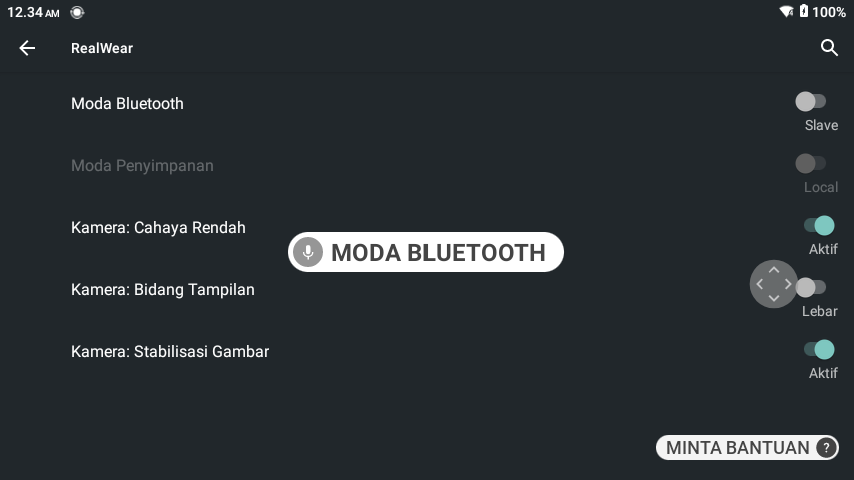 12.34 AM
100%
RealWear
Moda Bluetooth
Slave
Moda Penyimpanan
Local
Kamera: Cahaya Rendah
Aktif
MODA BLUETOOTH
Kamera: Bidang Tampilan
Lebar
Kamera: Stabilisasi Gambar
Aktif
MINTA BANTUAN ?